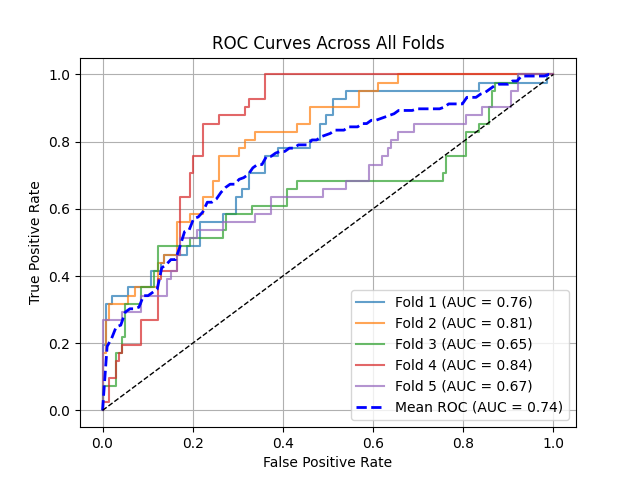 ROC Curves Across All Folds
True Positive Rate
1.0
0.8
0.6
0.4
0.2
0.0
Fold 1 (AUC = 0.76)
Fold 2 (AUC = 0.81)
Fold 3 (AUC = 0.65)
Fold 4 (AUC = 0.84)
Fold 5 (AUC = 0.67)
Mean ROC (AUC = 0.74)
0.0 0.2 0.4 0.6 0.8 1.0
False Positive Rate